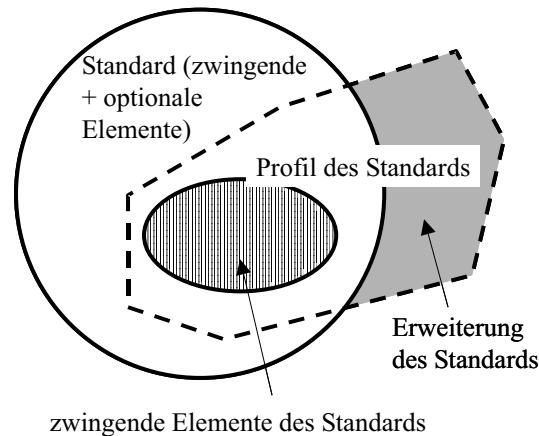 Standard (zwingende
+ optionale
Elemente)
Profil des Standards
Erweiterung
des Standards
zwingende Elemente des Standards